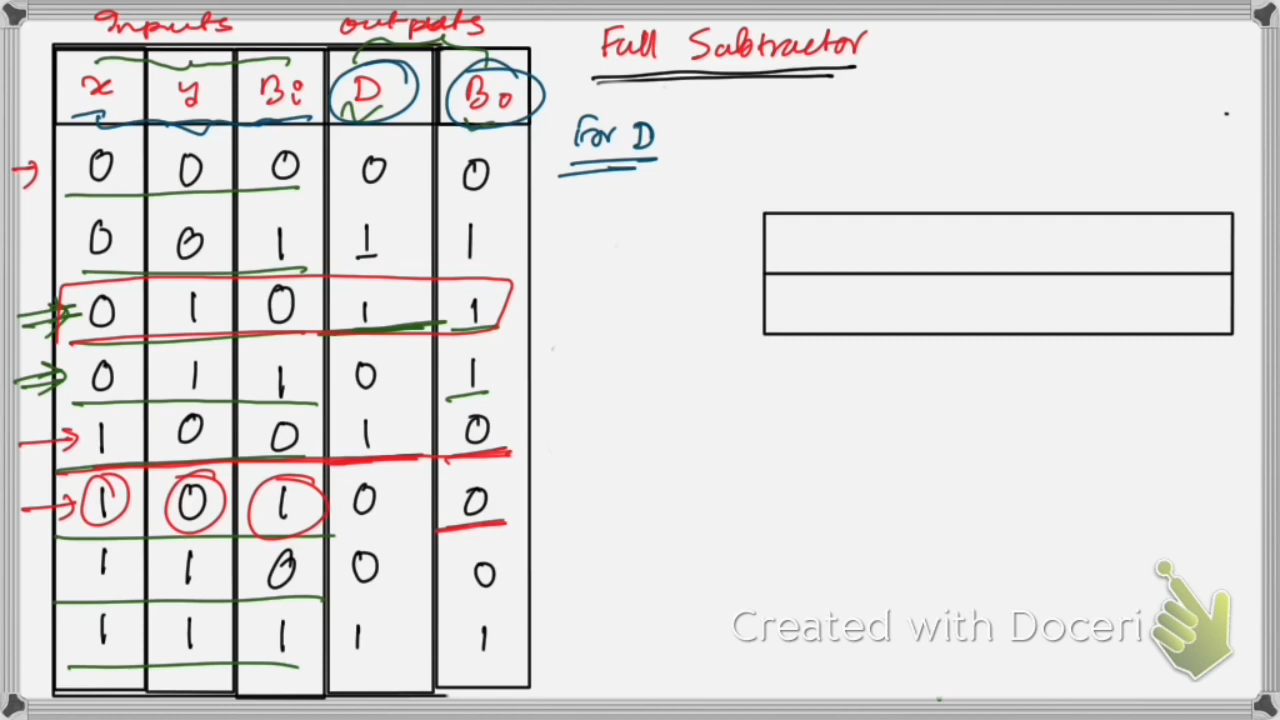 Inputs outputs
x y Bi D Bo
0 0 0 0 0
0 0 1 1 1
0 1 0 1 1
0 1 1 0 1
1 0 0 1 0
1 0 1 0 0
1 1 0 0 0
1 1 1 1 1
Full Subtractor
For D
Created with Doceri